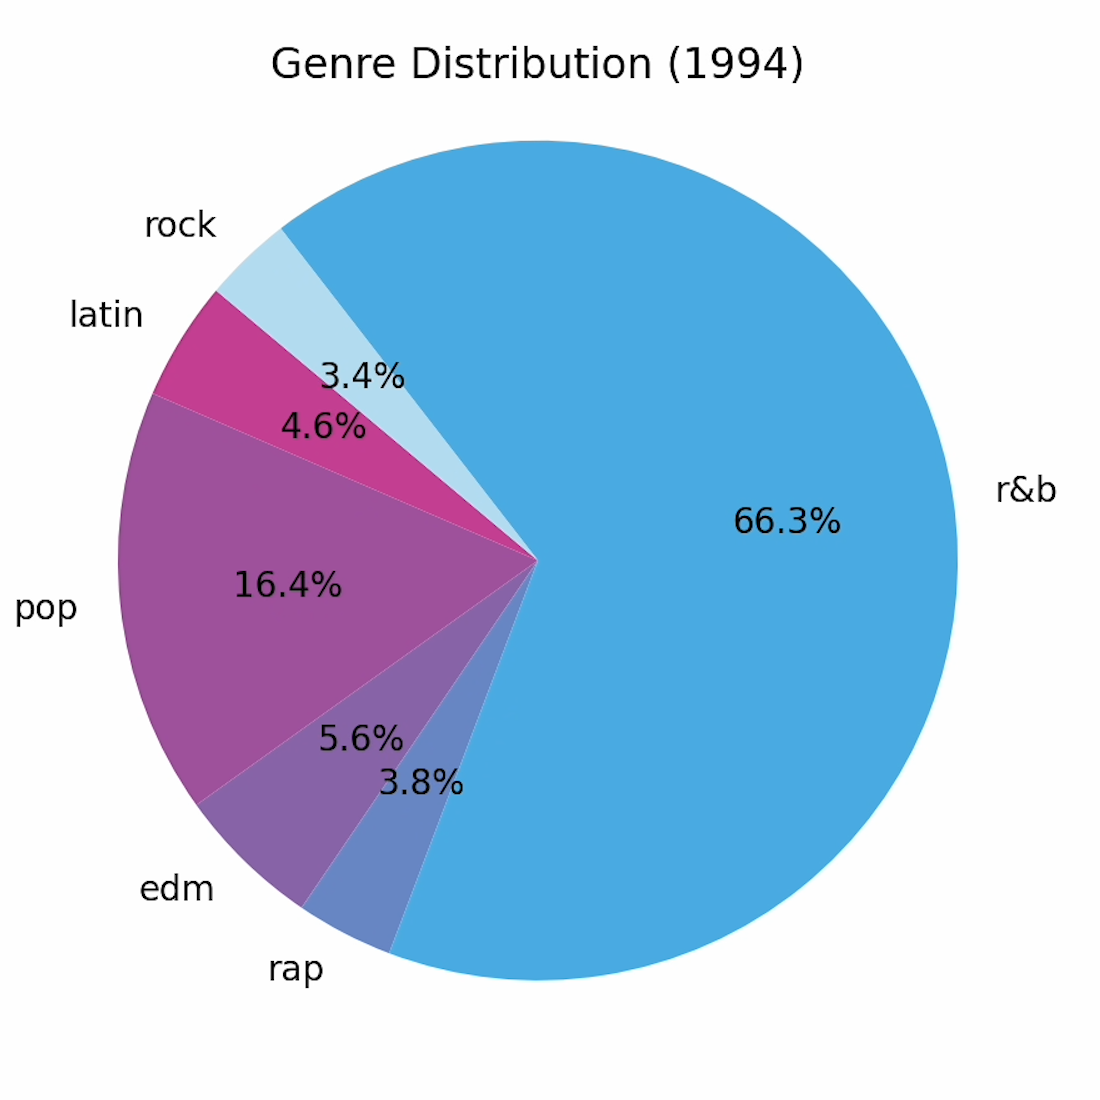 Genre Distribution (1994)
rock
latin
3.4%
4.6%
r&b
66.3%
16.4%
pop
5.6%
3.8%
edm
rap